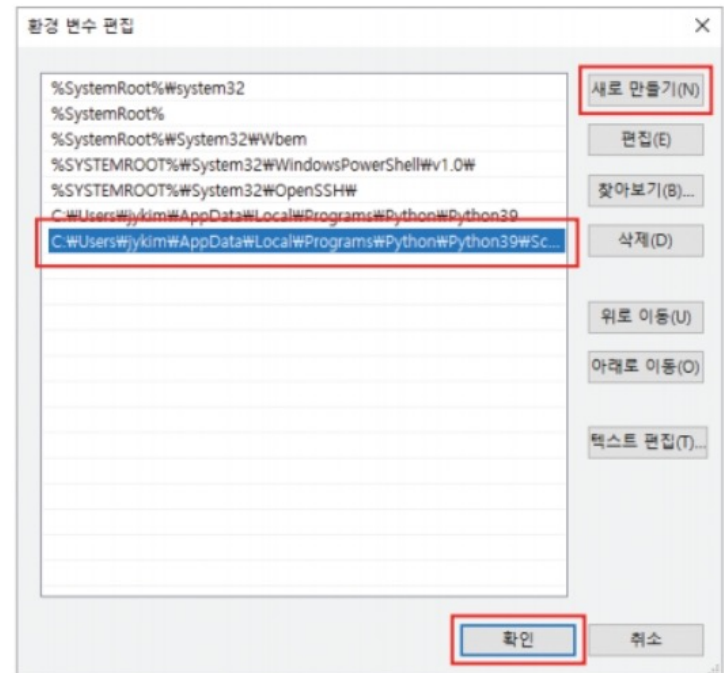 환경 변수 편집
%SystemRoot%₩system32
%SystemRoot%
%SystemRoot%₩System32₩Wbem
%SYSTEMROOT%₩System32₩WindowsPowerShell₩v1.0₩
%SYSTEMROOT%₩System32₩OpenSSH₩
C:₩Users₩jykim₩AppData₩Local₩Programs₩Python₩Python39
C:₩Users₩jykim₩AppData₩Local₩Programs₩Python₩Python39₩Sc...
새로 만들기(N)
편집(E)
찾아보기(B)...
삭제(D)
위로 이동(U)
아래로 이동(O)
텍스트 편집(T)...
확인
취소